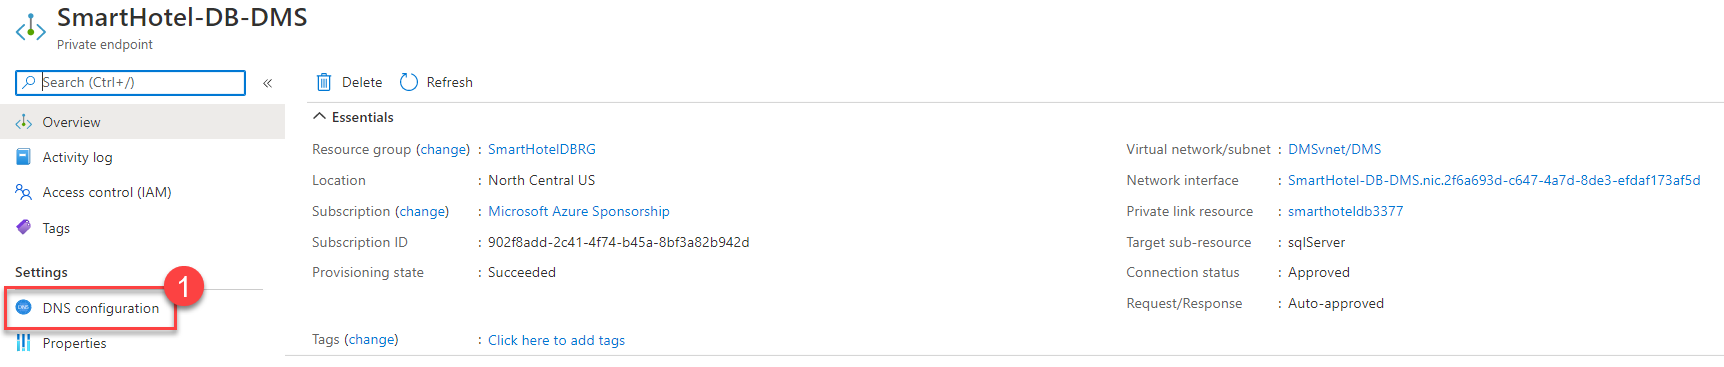 SmartHotel-DB-DMS
Private endpoint
Search (Ctrl+/)
«
Delete
Refresh
Overview
Activity log
Access control (IAM)
Tags
Settings
DNS configuration
1
Properties
Essentials
Resource group (change) : SmartHotelDBRG
Location : North Central US
Subscription (change) : Microsoft Azure Sponsorship
Subscription ID : 902f8add-2c41-4f74-b45a-8bf3a82b942d
Provisioning state : Succeeded
Tags (change) : Click here to add tags
Virtual network/subnet : DMSvnet/DMS
Network interface : SmartHotel-DB-DMS.nic.2f6a693d-c647-4a7d-8de3-efdaf173af5d
Private link resource : smarthoteldb3377
Target sub-resource : sqlServer
Connection status : Approved
Request/Response : Auto-approved